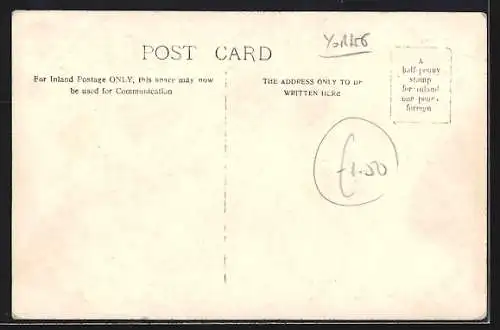 YORKS
POST CARD
For Inland Postage ONLY, this space may now
be used for Communication
THE ADDRESS ONLY TO BE
WRITTEN HERE
A
half-penny
stamp
for inland
one penny
foreign
£1.50